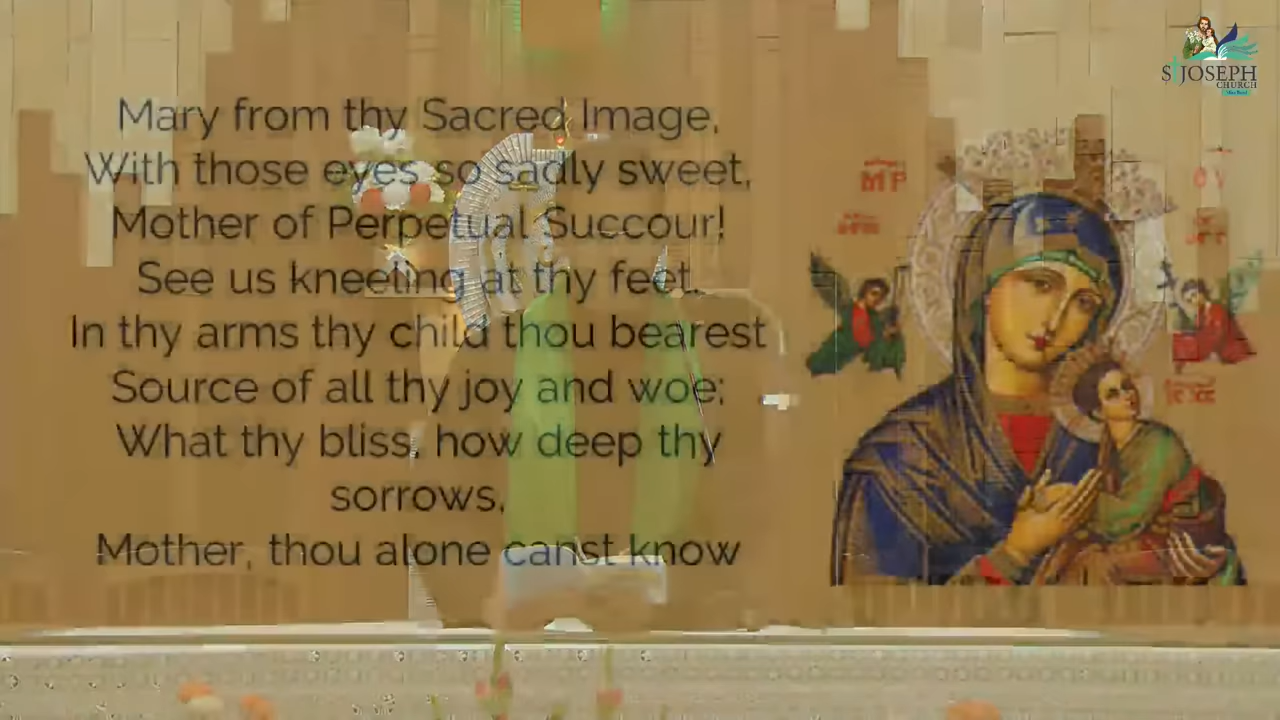 Mary from thy Sacred Image,
With those eyes so sadly sweet,
Mother of Perpetual Succour!
See us kneeling at thy feet.
In thy arms thy child thou bearest
Source of all thy joy and woe;
What thy bliss, how deep thy
sorrows,
Mother, thou alone canst know
ST JOSEPH
CHURCH
ΜΡ